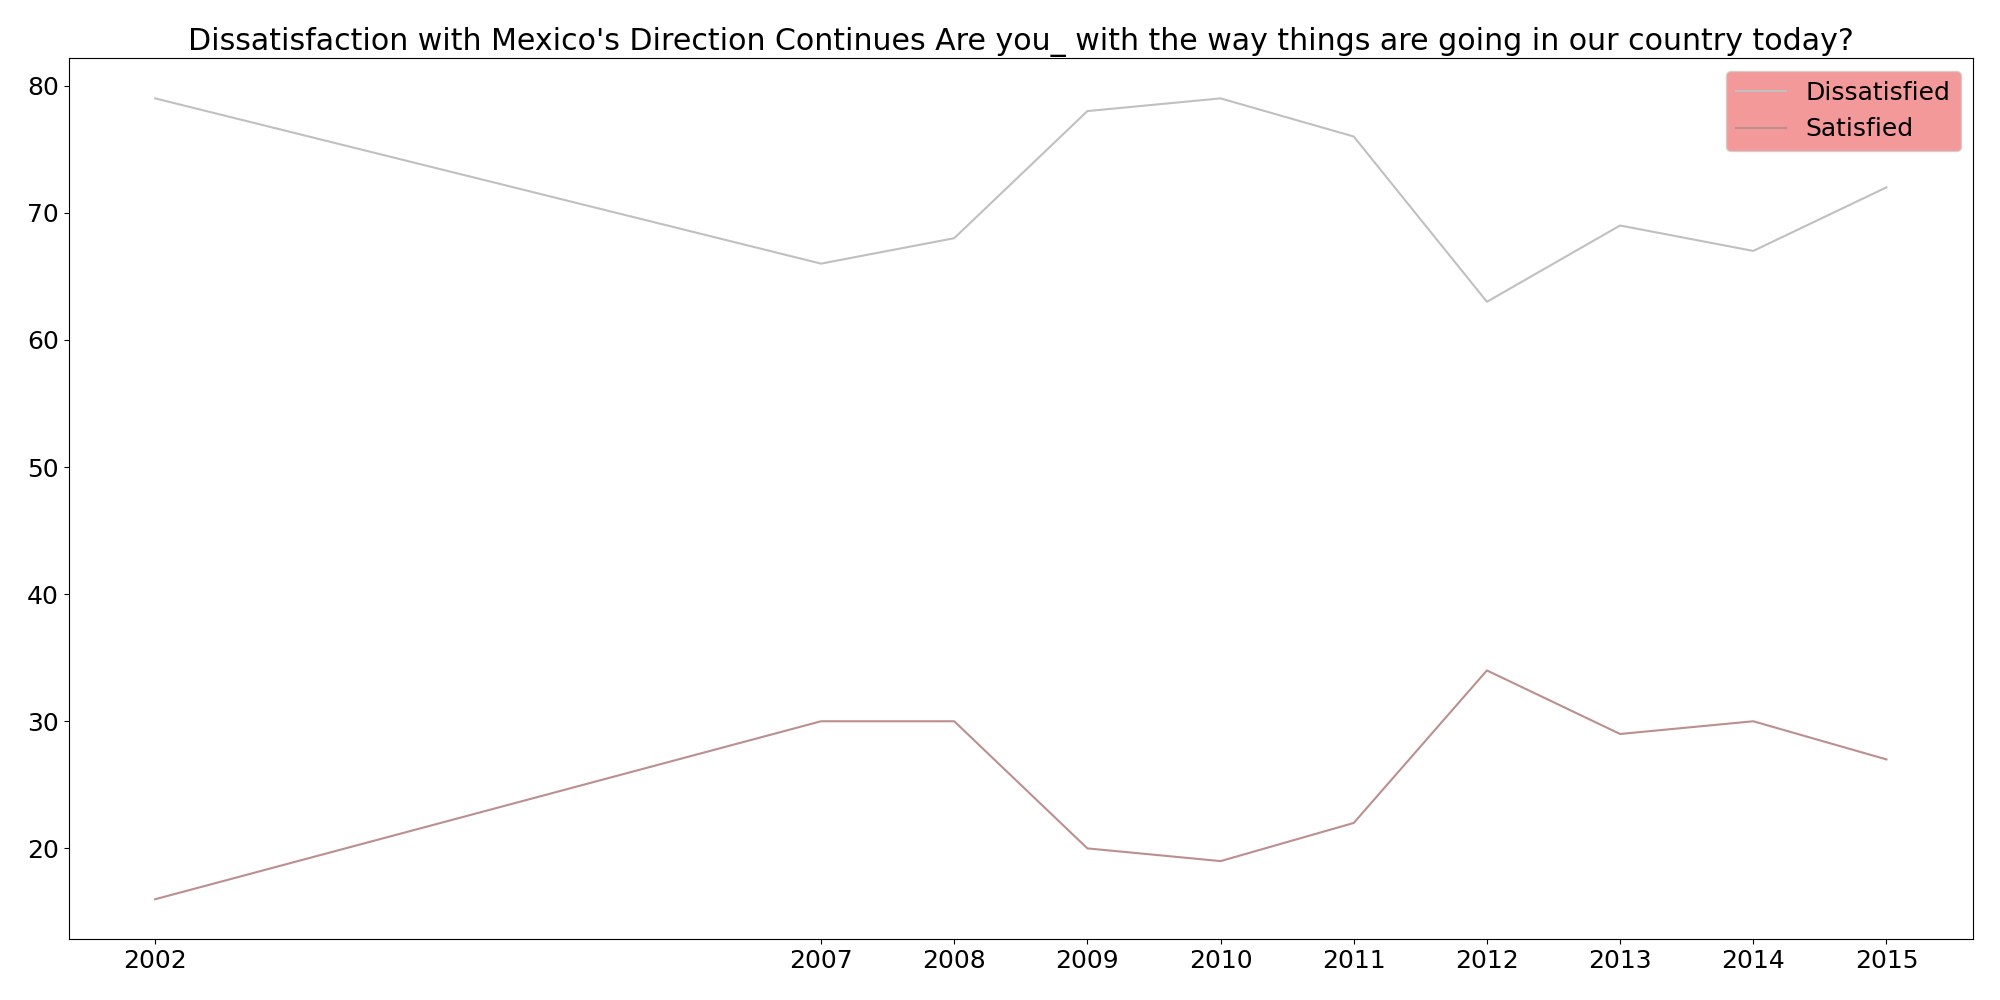 Dissatisfaction with Mexico's Direction Continues Are you_ with the way things are going in our country today?
Dissatisfied
Satisfied
80
70
60
50
40
30
20
2002 2007 2008 2009 2010 2011 2012 2013 2014 2015